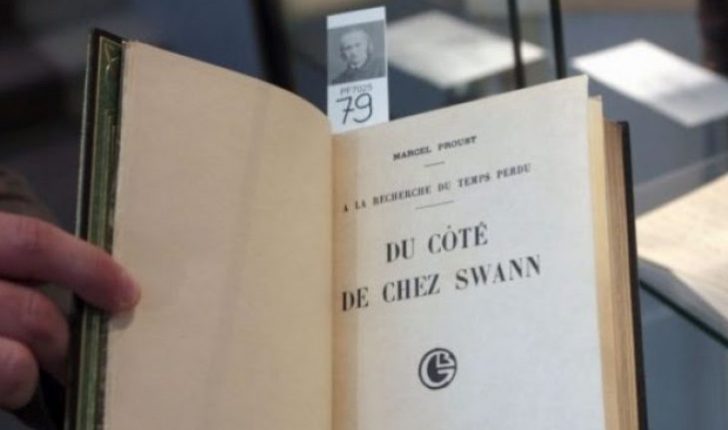 PF7025
79
MARCEL PROUST
A LA RECHERCHE DU TEMPS PERDU
DU CÔTÉ
DE CHEZ SWANN